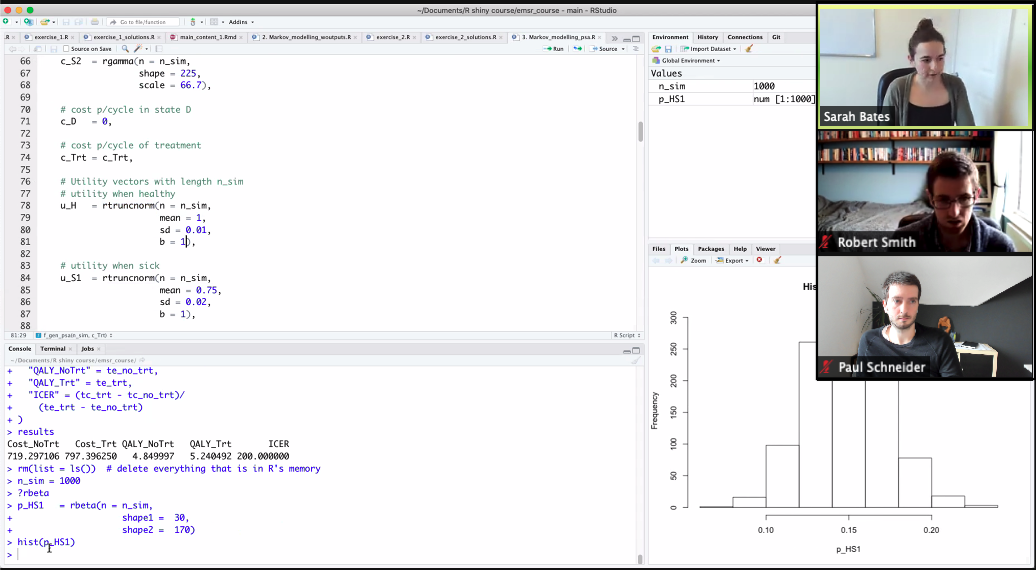 ~/Documents/R shiny course/emsr_course - main - RStudio
Go to file/function
Addins
.R
exercise_1.R
exercise_1_solutions.R
main_content_1.Rmd
2. Markov_modelling_woutputs.R
exercise_2.R
exercise_2_solutions.R
3. Markov_modelling_psa.R
Source on Save
Run
Source
66 c_S2 = rgamma(n = n_sim,
67 shape = 225,
68 scale = 66.7),
69
70 # cost p/cycle in state D
71 c_D = 0,
72
73 # cost p/cycle of treatment
74 c_Trt = c_Trt,
75
76 # Utility vectors with length n_sim
77 # utility when healthy
78 u_H = rtruncnorm(n = n_sim,
79 mean = 1,
80 sd = 0.01,
81 b = 1),
82
83 # utility when sick
84 u_S1 = rtruncnorm(n = n_sim,
85 mean = 0.75,
86 sd = 0.02,
87 b = 1),
88
81:29 f_gen_psa(n_sim, c_Trt)
R Script
Console Terminal Jobs
~/Documents/R shiny course/emsr_course/
+ "QALY_NoTrt" = te_no_trt,
+ "QALY_Trt" = te_trt,
+ "ICER" = (tc_trt - tc_no_trt)/
+ (te_trt - te_no_trt)
+ )
> results
Cost_NoTrt Cost_Trt QALY_NoTrt QALY_Trt ICER
719.297106 797.396250 4.849997 5.240492 200.000000
> rm(list = ls()) # delete everything that is in R's memory
> n_sim = 1000
> ?rbeta
> p_HS1 = rbeta(n = n_sim,
+ shape1 = 30,
+ shape2 = 170)
> hist(p_HS1)
>
Environment History Connections Git
Import Dataset
Global Environment
Values
n_sim 1000
p_HS1 num [1:1000]
Files Plots Packages Help Viewer
Zoom Export
His
Frequency
300
250
200
150
100
50
0
0.10 0.15 0.20
p_HS1
Sarah Bates
Robert Smith
Paul Schneider